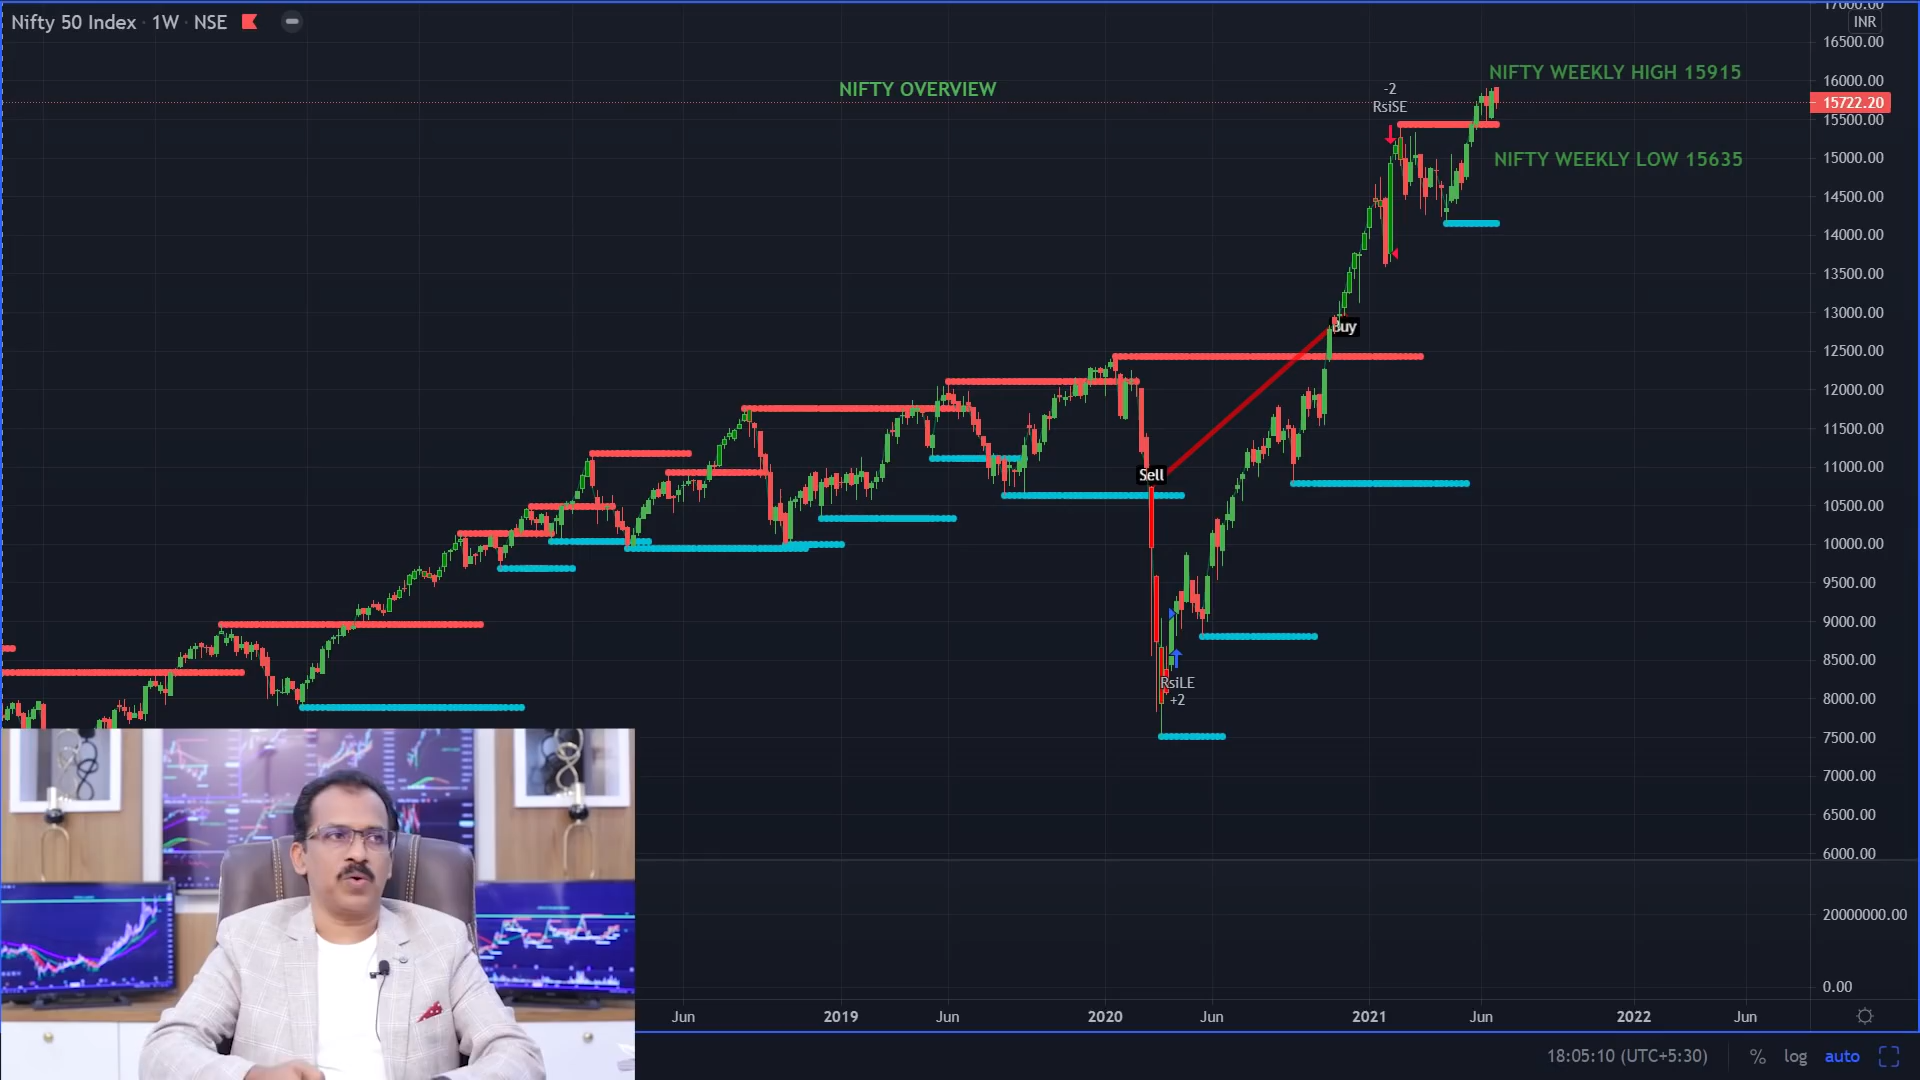 Nifty 50 Index · 1W · NSE
INR
17000.00
16500.00
16000.00
15722.20
15500.00
15000.00
14500.00
14000.00
13500.00
13000.00
12500.00
12000.00
11500.00
11000.00
10500.00
10000.00
9500.00
9000.00
8500.00
8000.00
7500.00
7000.00
6500.00
6000.00
20000000.00
0.00
NIFTY OVERVIEW
NIFTY WEEKLY HIGH 15915
NIFTY WEEKLY LOW 15635
-2
RsiSE
Buy
Sell
RsiLE
+2
Jun 2019 Jun 2020 Jun 2021 Jun 2022 Jun
18:05:10 (UTC+5:30) % log auto